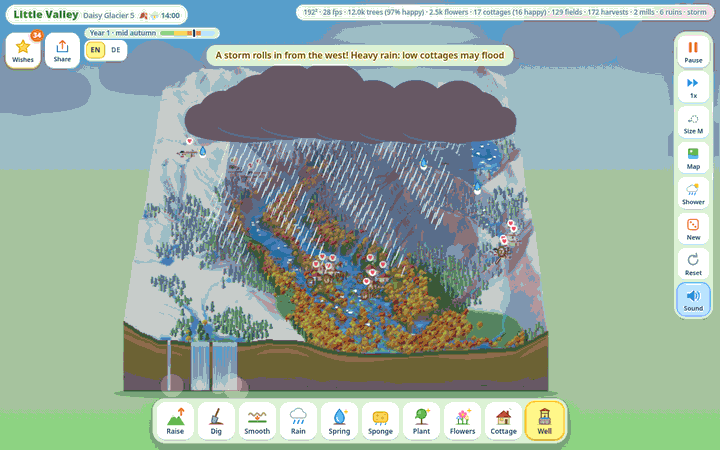 Little Valley Daisy Glacier 5 14:00
192² · 28 fps · 12.0k trees (97% happy) · 2.5k flowers · 17 cottages (16 happy) · 129 fields · 172 harvests · 2 mills · 6 ruins · storm
Year 1 · mid autumn
34
Wishes
Share
EN
DE
A storm rolls in from the west! Heavy rain: low cottages may flood
Pause
1x
Size M
Map
Shower
New
Reset
Sound
Raise
Dig
Smooth
Rain
Spring
Sponge
Plant
Flowers
Cottage
Well